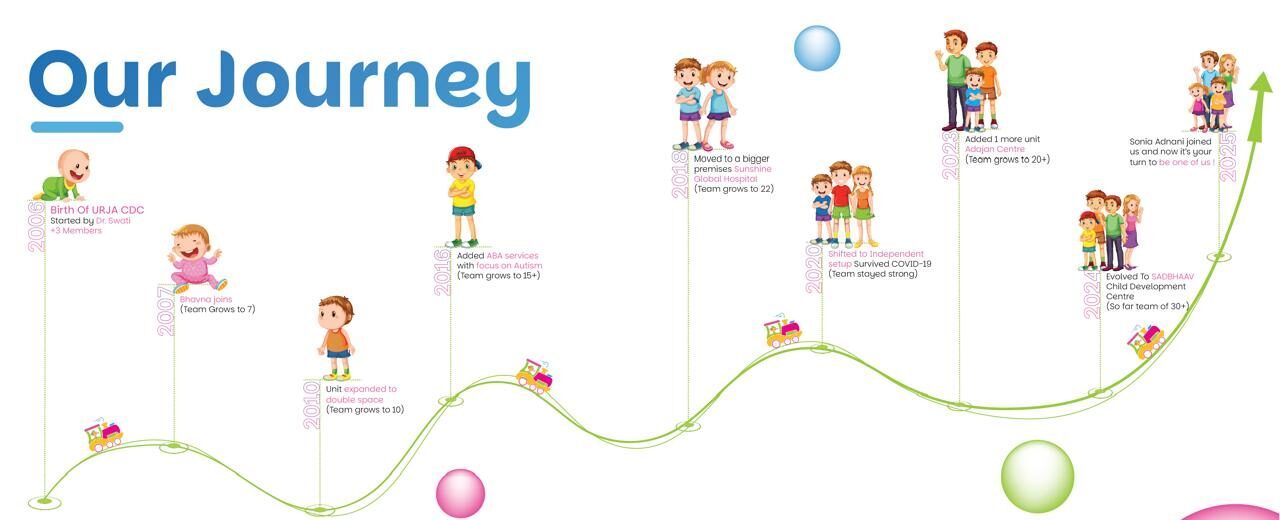 Our Journey
2006
Birth Of URJA CDC
Started by Dr. Swati
+3 Members
2007
Bhavna joins
(Team Grows to 7)
2010
Unit expanded to
double space
(Team grows to 10)
2016
Added ABA services
with focus on Autism
(Team grows to 15+)
2018
Moved to a bigger
premises Sunshine
Global Hospital
(Team grows to 22)
2020
Shifted to Independent
setup Survived COVID-19
(Team stayed strong)
2023
Added 1 more unit
Adajan Centre
(Team grows to 20+)
2024
Evolved To SADBHAAV
Child Development
Centre
(So far team of 30+)
2025
Sonia Adnani joined
us and now it's your
turn to be one of us !